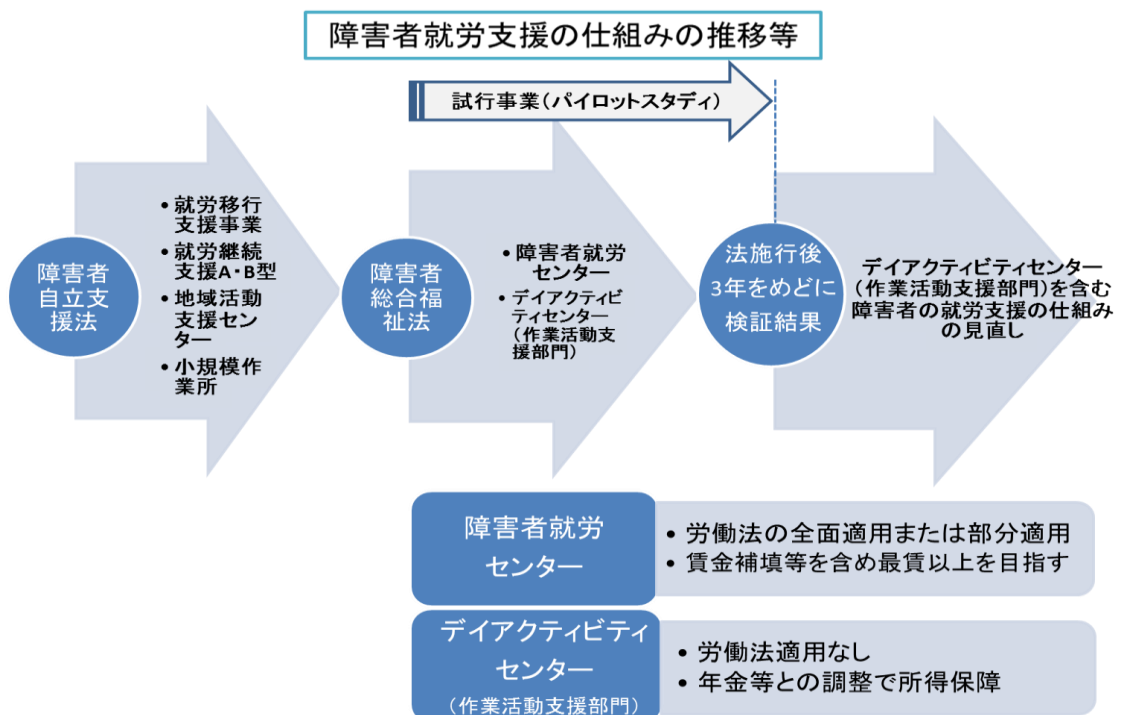 障害者就労支援の仕組みの推移等
試行事業(パイロットスタディ)
障害者
自立支
援法
• 就労移行
支援事業
• 就労継続
支援A・B型
• 地域活動
支援セン
ター
• 小規模作
業所
障害者
総合福
祉法
• 障害者就労
センター
• デイアクティビ
ティセンター
(作業活動支
援部門)
法施行後
3年をめどに
検証結果
デイアクティビティセンター
(作業活動支援部門)を含む
障害者の就労支援の仕組み
の見直し
障害者就労
センター
• 労働法の全面適用または部分適用
• 賃金補填等を含め最賃以上を目指す
デイアクティビティ
センター
(作業活動支援部門)
• 労働法適用なし
• 年金等との調整で所得保障